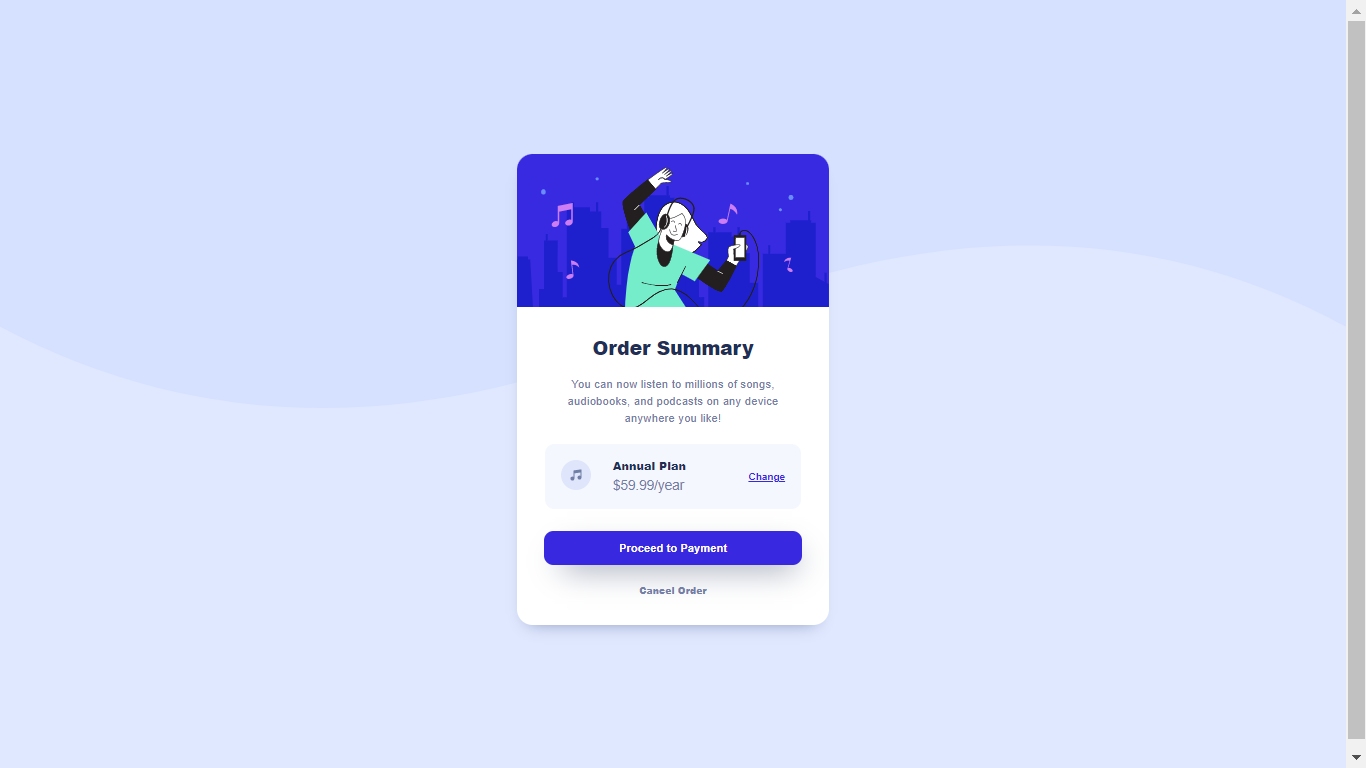 Order Summary
You can now listen to millions of songs,
audiobooks, and podcasts on any device
anywhere you like!
Annual Plan
$59.99/year
Change
Proceed to Payment
Cancel Order